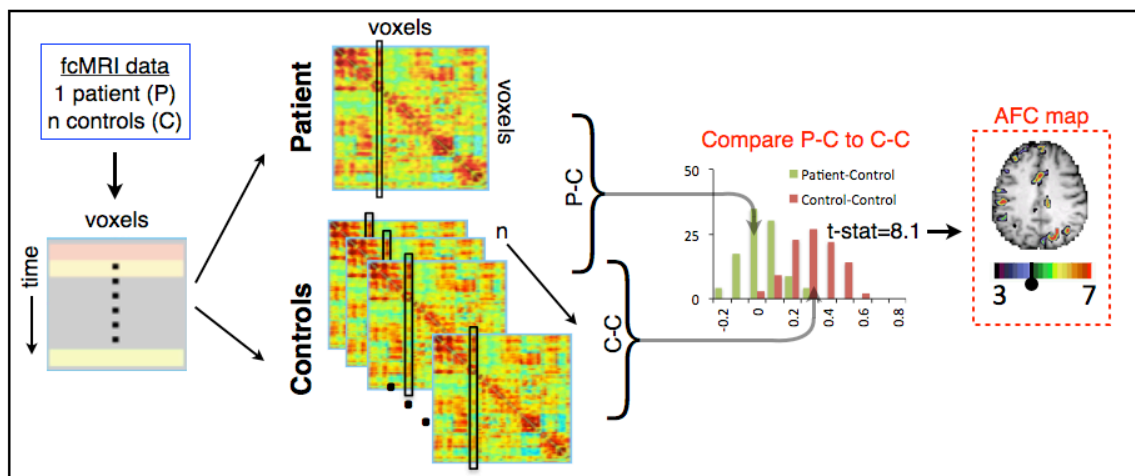 fcMRI data
1 patient (P)
n controls (C)
voxels
time
Patient
voxels
voxels
Controls
n
P-C
C-C
Compare P-C to C-C
Patient-Control
Control-Control
50
25
0
-0.2
0
0.2
0.4
0.6
0.8
t-stat=8.1
AFC map
3
7